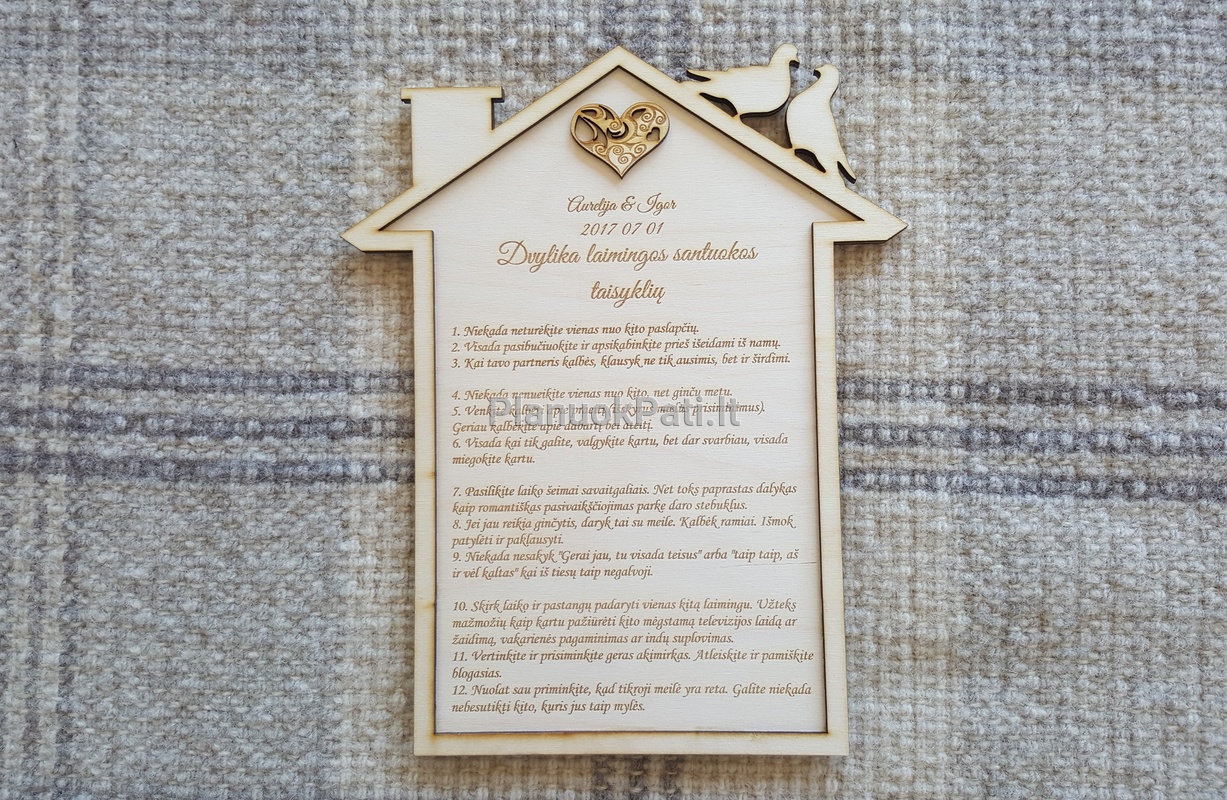 Aurelija & Igor
2017 07 01
Dvylika laimingos santuokos
taisyklių
1. Niekada neturėkite vienas nuo kito paslapčių.
2. Visada pasibučiuokite ir apsikabinkite prieš išeidami iš namų.
3. Kai tavo partneris kalbės, klausyk ne tik ausimis, bet ir širdimi.
4. Niekada nenueikite vienas nuo kito, net ginčų metu.
5.
PlanuokPati.lt
Geriau kalbėkite apie dabartį bei ateitį.
6. Visada kai tik galite, valgykite kartu, bet dar svarbiau, visada
miegokite kartu.
7. Pasilikite laiko šeimai savaitgaliais. Net toks paprastas dalykas
kaip romantiškas pasivaikščiojimas parke daro stebuklus.
8. Jei jau reikia ginčytis, daryk tai su meile. Kalbėk ramiai. Išmok
patylėti ir paklausyti.
9. Niekada nesakyk "Gerai jau, tu visada teisus" arba "taip taip, aš
ir vėl kaltas" kai iš tiesų taip negalvoji.
10. Skirk laiko ir pastangų padaryti vienas kitą laimingu. Užteks
mažmožių kaip kartu pažiūrėti kito mėgstamą televizijos laidą ar
žaidimą, vakarienės pagaminimas ar indų suplovimas.
11. Vertinkite ir prisiminkite geras akimirkas. Atleiskite ir pamiškite
blogasias.
12. Nuolat sau priminkite, kad tikroji meilė yra reta. Galite niekada
nebesutikti kito, kuris jus taip mylės.